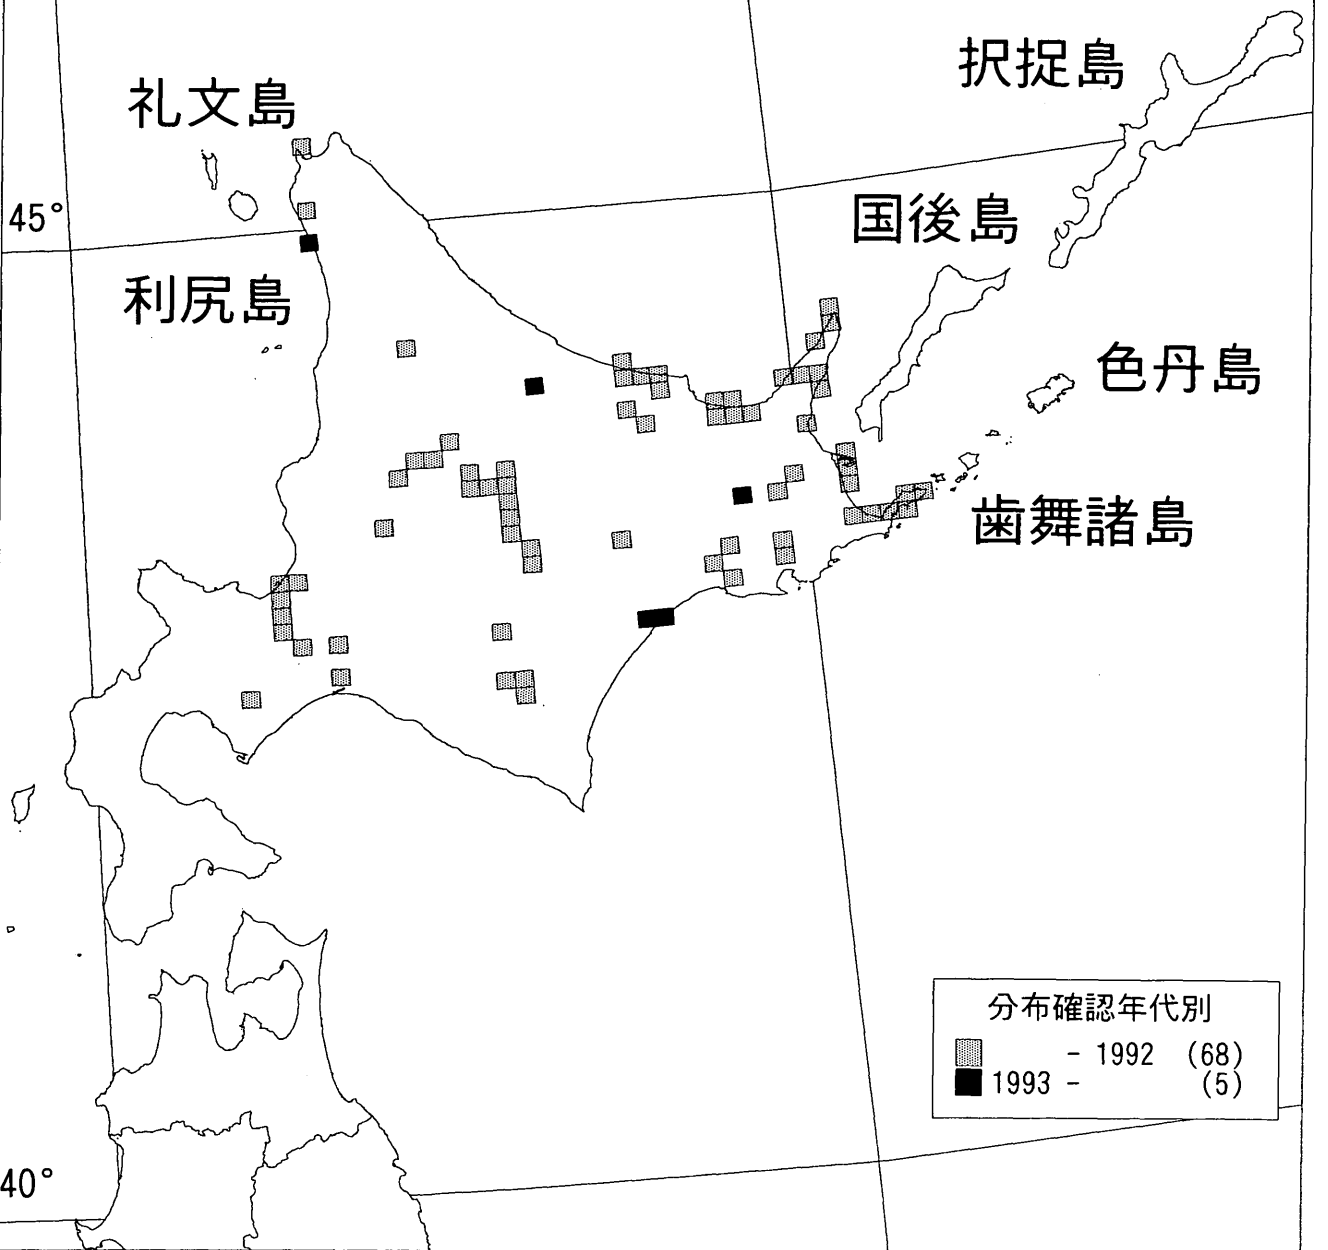 択捉島
礼文島
45°
国後島
利尻島
色丹島
歯舞諸島
分布確認年代別
- 1992 (68)
1993 - (5)
40°